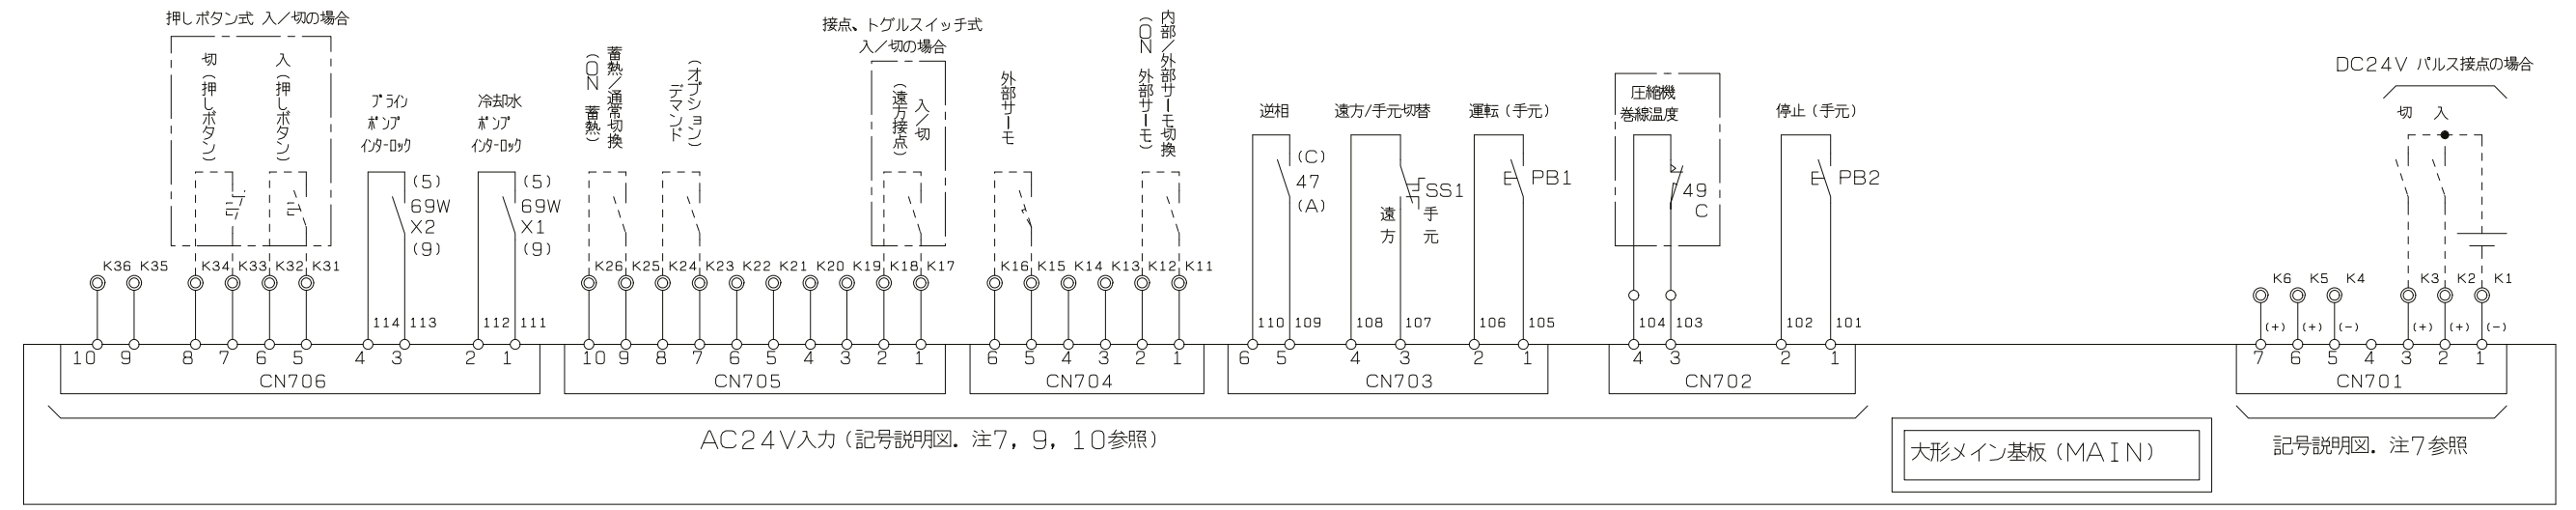 押しボタン式 入／切の場合
切（押しボタン）
入（押しボタン）
ブライン
ポンプ
インターロック
冷却水
ポンプ
インターロック
(5)
69W
X2
(9)
(5)
69W
X1
(9)
蓄熱／通常切換
（ON 蓄熱）
（オプション）
デマンド
接点、トグルスイッチ式
入／切の場合
入／切
（遠方接点）
外部サーモ
内部／外部サーモ切換
（ON 外部サーモ）
逆相
(C)
47
(A)
遠方/手元切替
SS1
遠方
手元
運転（手元）
PB1
圧縮機
巻線温度
49
C
停止（手元）
PB2
DC24V パルス接点の場合
切 入
K36 K35 K34 K33 K32 K31
K26 K25 K24 K23 K22 K21 K20 K19 K18 K17
K16 K15 K14 K13 K12 K11
K6 K5 K4 K3 K2 K1
114 113 112 111
110 109 108 107 106 105
104 103 102 101
(+) (+) (-) (+) (+) (-)
10 9 8 7 6 5 4 3 2 1
CN706
10 9 8 7 6 5 4 3 2 1
CN705
6 5 4 3 2 1
CN704
6 5 4 3 2 1
CN703
4 3 2 1
CN702
7 6 5 4 3 2 1
CN701
AC24V入力（記号説明図．注7，9，10参照）
大形メイン基板（MAIN）
記号説明図．注7参照